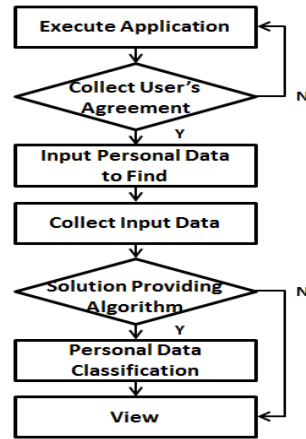 Execute Application
Collect User's
Agreement
N
Y
Input Personal Data
to Find
Collect Input Data
Solution Providing
Algorithm
N
Y
Personal Data
Classification
View